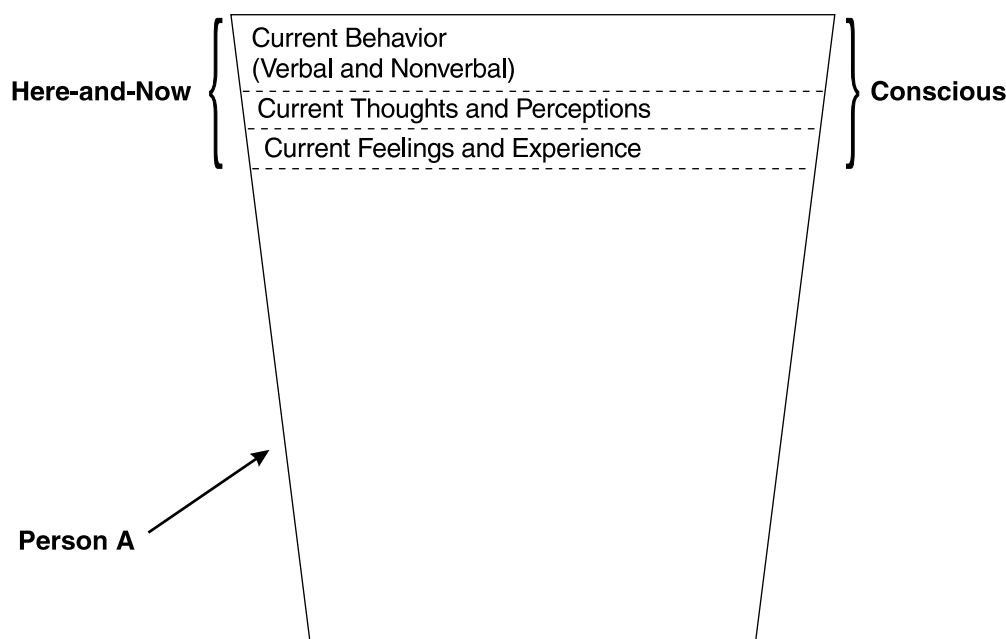 Current Behavior
(Verbal and Nonverbal)
Here-and-Now
Conscious
Current Thoughts and Perceptions
Current Feelings and Experience
Person A